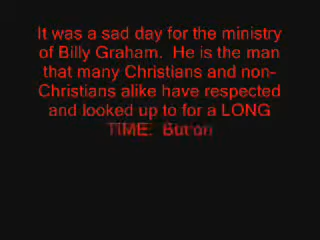 It was a sad day for the ministry
of Billy Graham.  He is the man
that many Christians and non-
Christians alike have respected
and looked up to for a LONG
TIME.  But on